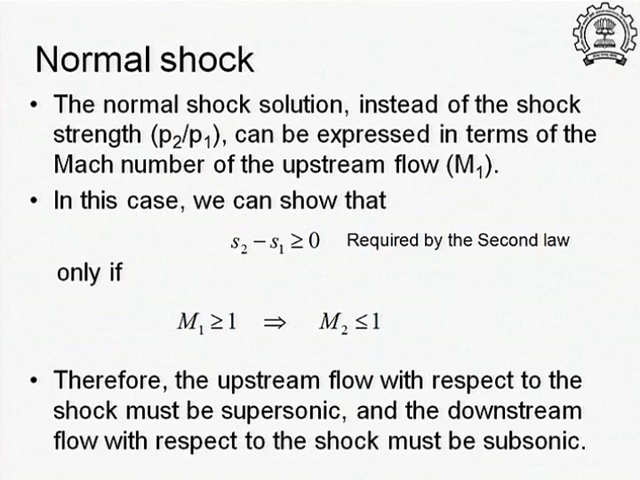 Normal shock
• The normal shock solution, instead of the shock
strength (p₂/p₁), can be expressed in terms of the
Mach number of the upstream flow (M₁).
• In this case, we can show that
s₂ − s₁ ≥ 0 Required by the Second law
only if
M₁ ≥ 1 ⇒ M₂ ≤ 1
• Therefore, the upstream flow with respect to the
shock must be supersonic, and the downstream
flow with respect to the shock must be subsonic.